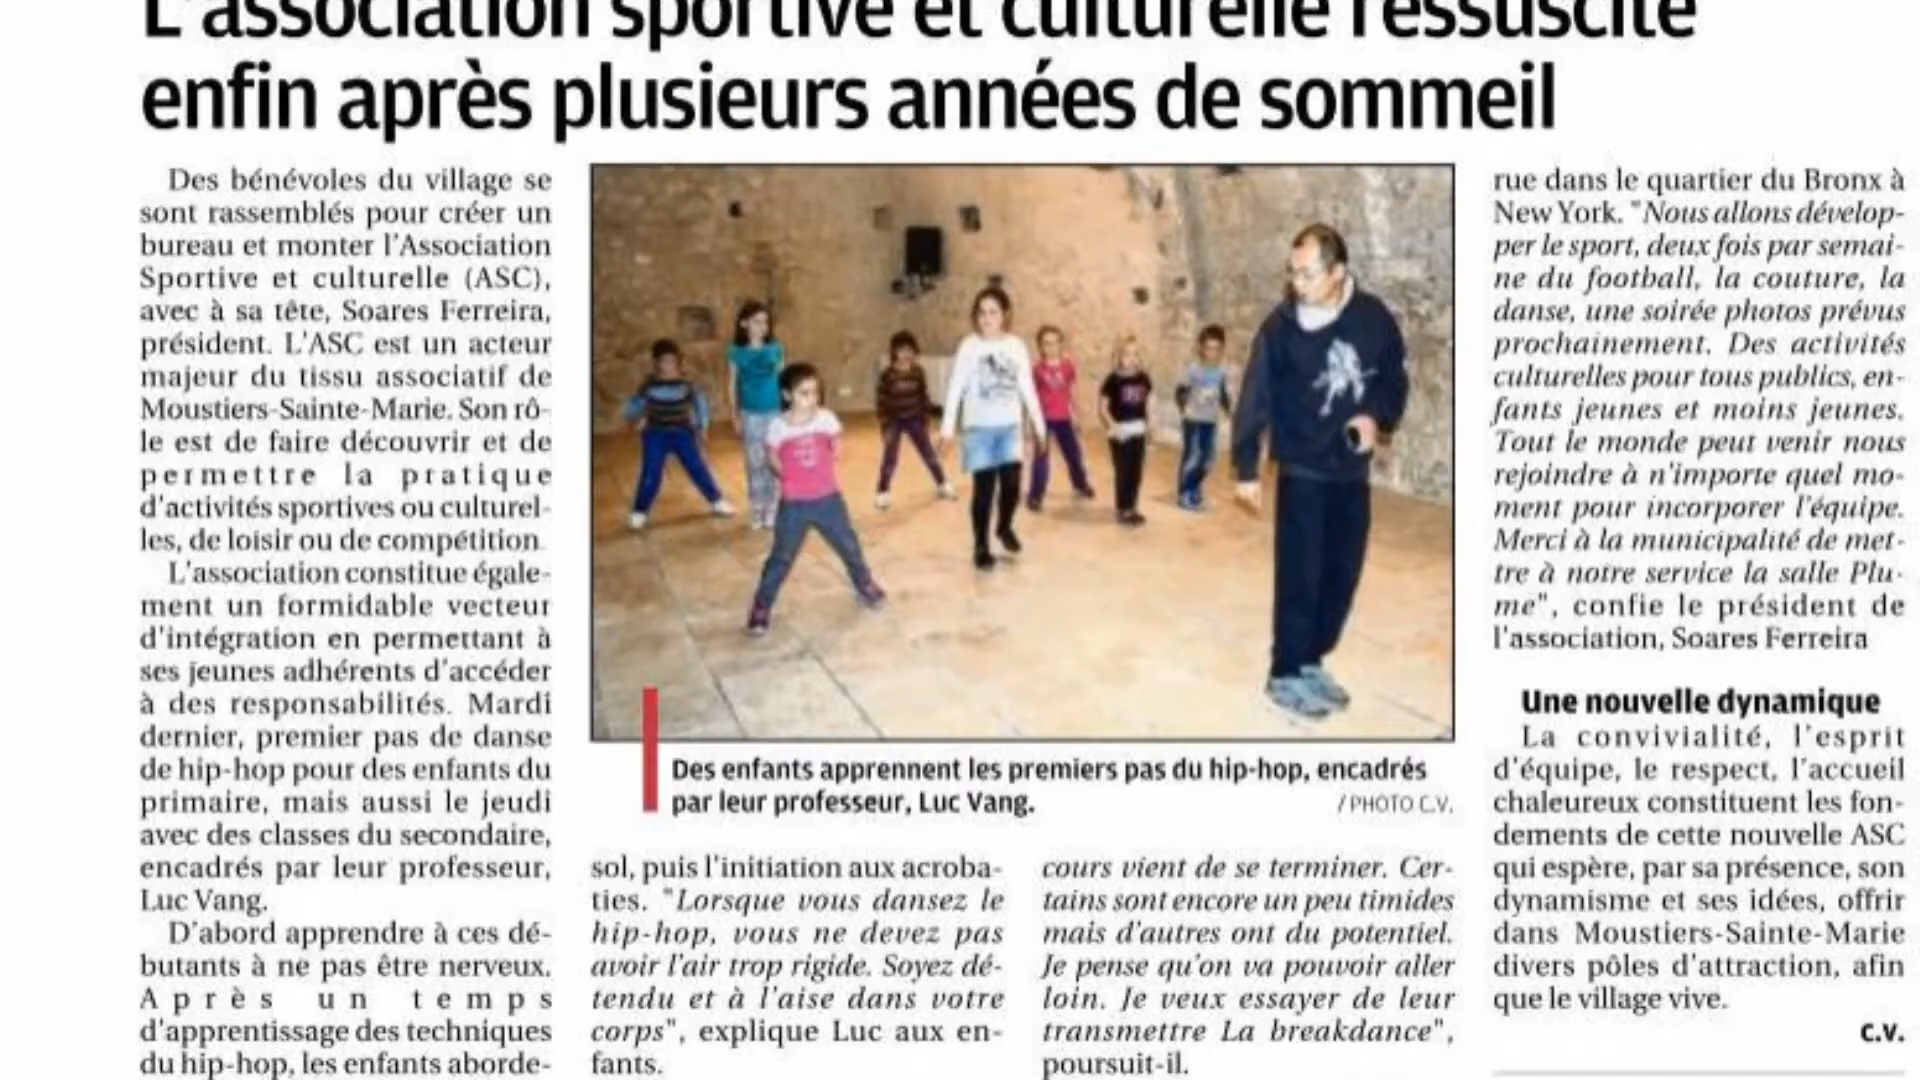 L'association sportive et culturelle ressuscite
enfin après plusieurs années de sommeil
Des bénévoles du village se
sont rassemblés pour créer un
bureau et monter l'Association
Sportive et culturelle (ASC),
avec à sa tête, Soares Ferreira,
président. L'ASC est un acteur
majeur du tissu associatif de
Moustiers-Sainte-Marie. Son rô-
le est de faire découvrir et de
permettre la pratique
d'activités sportives ou culturel-
les, de loisir ou de compétition.
L'association constitue égale-
ment un formidable vecteur
d'intégration en permettant à
ses jeunes adhérents d'accéder
à des responsabilités. Mardi
dernier, premier pas de danse
de hip-hop pour des enfants du
primaire, mais aussi le jeudi
avec des classes du secondaire,
encadrés par leur professeur,
Luc Vang.
D'abord apprendre à ces dé-
butants à ne pas être nerveux.
Après un temps
d'apprentissage des techniques
du hip-hop, les enfants aborde-
Des enfants apprennent les premiers pas du hip-hop, encadrés
par leur professeur, Luc Vang.
/ PHOTO C.V.
sol, puis l'initiation aux acroba-
ties. "Lorsque vous dansez le
hip-hop, vous ne devez pas
avoir l'air trop rigide. Soyez dé-
tendu et à l'aise dans votre
corps", explique Luc aux en-
fants.
cours vient de se terminer. Cer-
tains sont encore un peu timides
mais d'autres ont du potentiel.
Je pense qu'on va pouvoir aller
loin. Je veux essayer de leur
transmettre La breakdance",
poursuit-il.
rue dans le quartier du Bronx à
New York. "Nous allons dévelop-
per le sport, deux fois par semai-
ne du football, la couture, la
danse, une soirée photos prévus
prochainement. Des activités
culturelles pour tous publics, en-
fants jeunes et moins jeunes.
Tout le monde peut venir nous
rejoindre à n'importe quel mo-
ment pour incorporer l'équipe.
Merci à la municipalité de met-
tre à notre service la salle Plu-
me", confie le président de
l'association, Soares Ferreira
Une nouvelle dynamique
La convivialité, l'esprit
d'équipe, le respect, l'accueil
chaleureux constituent les fon-
dements de cette nouvelle ASC
qui espère, par sa présence, son
dynamisme et ses idées, offrir
dans Moustiers-Sainte-Marie
divers pôles d'attraction, afin
que le village vive.
C.V.